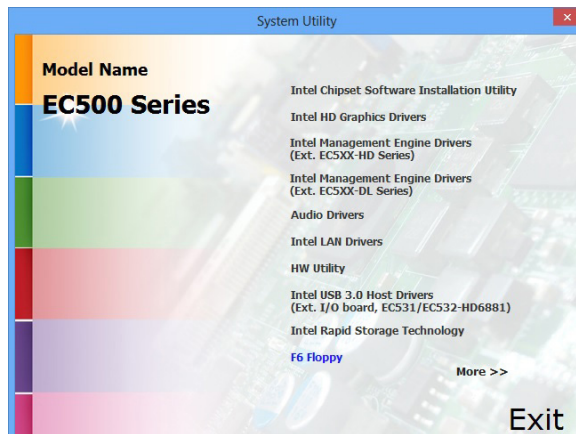 System Utility
Model Name
EC500 Series
Intel Chipset Software Installation Utility
Intel HD Graphics Drivers
Intel Management Engine Drivers
(Ext. EC5XX-HD Series)
Intel Management Engine Drivers
(Ext. EC5XX-DL Series)
Audio Drivers
Intel LAN Drivers
HW Utility
Intel USB 3.0 Host Drivers
(Ext. I/O board, EC531/EC532-HD6881)
Intel Rapid Storage Technology
F6 Floppy
More >>
Exit